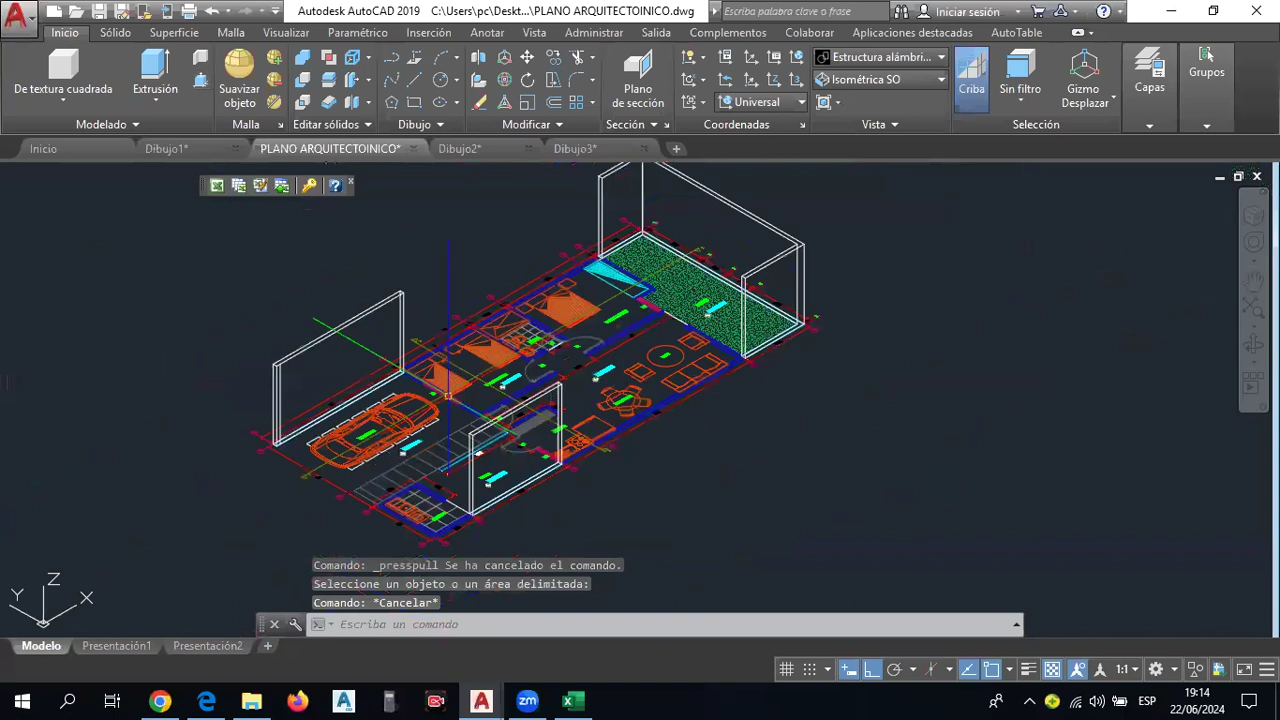 Autodesk AutoCAD 2019 C:\Users\pc\Deskt...\PLANO ARQUITECTOINICO.dwg
Escriba palabra clave o frase
Iniciar sesión
Inicio Sólido Superficie Malla Visualizar Paramétrico Inserción Anotar Vista Administrar Salida Complementos Colaborar Aplicaciones destacadas AutoTable
De textura cuadrada
Extrusión
Suavizar objeto
Plano de sección
Universal
Estructura alámbri...
Isométrica SO
Criba
Sin filtro
Gizmo Desplazar
Capas
Grupos
Modelado Malla Editar sólidos Dibujo Modificar Sección Coordenadas Vista Selección
Inicio Dibujo1* PLANO ARQUITECTOINICO* Dibujo2* Dibujo3*
Comando: _presspull Se ha cancelado el comando.
Seleccione un objeto o un área delimitada:
Comando: *Cancelar*
Escriba un comando
Z
Y X
Modelo Presentación1 Presentación2
1:1
ESP
19:14
22/06/2024